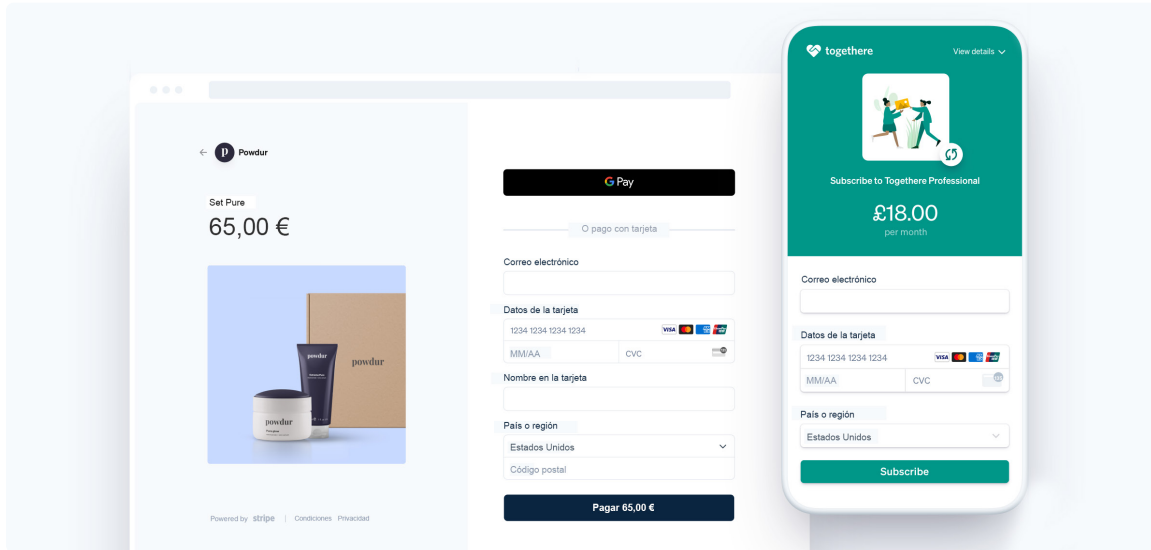 Powdur
Set Pure
65,00 €
powdur
powdur
powdur
Powered by stripe | Condiciones Privacidad
G Pay
O pago con tarjeta
Correo electrónico
Datos de la tarjeta
1234 1234 1234 1234 VISA
MM/AA CVC
Nombre en la tarjeta
País o región
Estados Unidos
Código postal
Pagar 65,00 €
togethere View details
Subscribe to Togethere Professional
£18.00
per month
Correo electrónico
Datos de la tarjeta
1234 1234 1234 1234 VISA
MM/AA CVC
País o región
Estados Unidos
Subscribe